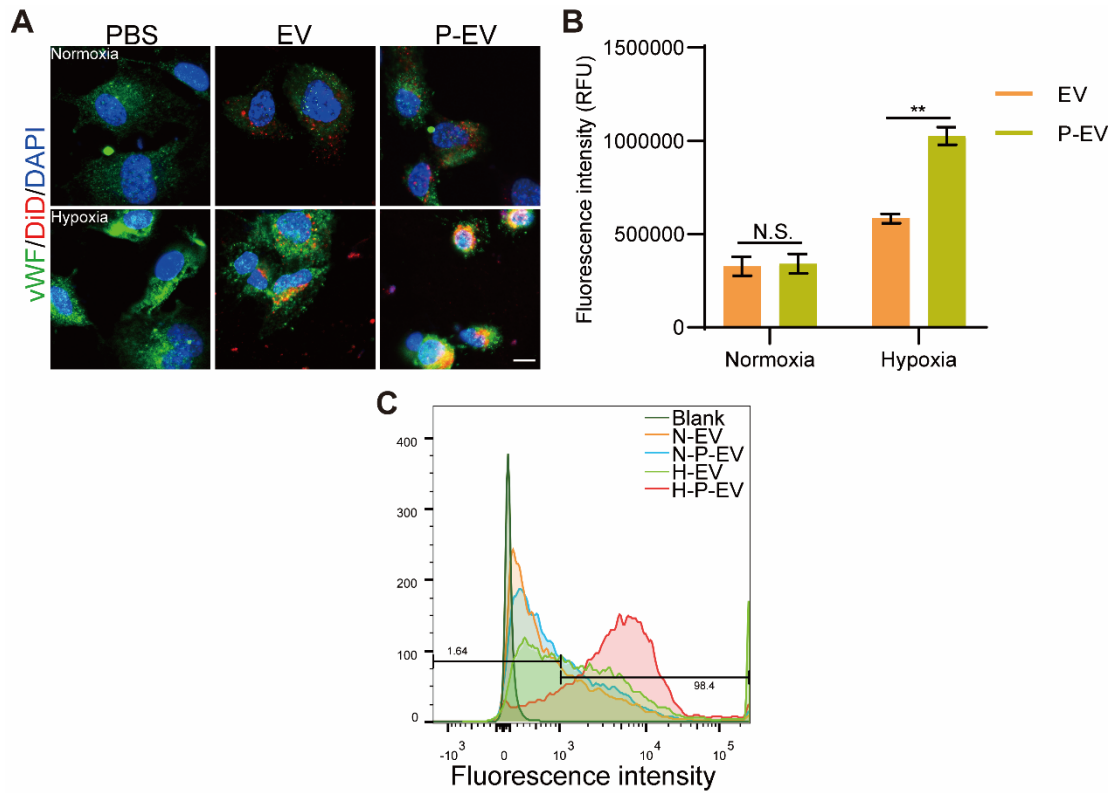 A
PBS
EV
P-EV
Normoxia
Hypoxia
vWF/DiD/DAPI
B
Fluorescence intensity (RFU)
1500000
1000000
500000
0
N.S.
**
Normoxia
Hypoxia
EV
P-EV
C
400
300
200
100
0
Blank
N-EV
N-P-EV
H-EV
H-P-EV
1.64
98.4
-10³
0
10³
10⁴
10⁵
Fluorescence intensity